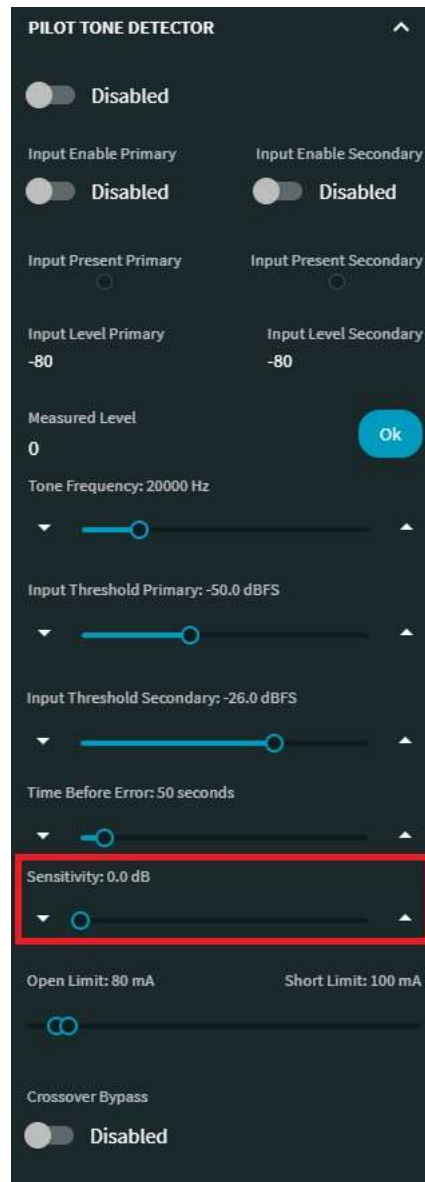 PILOT TONE DETECTOR
Disabled
Input Enable Primary Input Enable Secondary
Disabled Disabled
Input Present Primary Input Present Secondary
Input Level Primary Input Level Secondary
-80 -80
Measured Level
Ok
0
Tone Frequency: 20000 Hz
Input Threshold Primary: -50.0 dBFS
Input Threshold Secondary: -26.0 dBFS
Time Before Error: 50 seconds
Sensitivity: 0.0 dB
Open Limit: 80 mA Short Limit: 100 mA
Crossover Bypass
Disabled